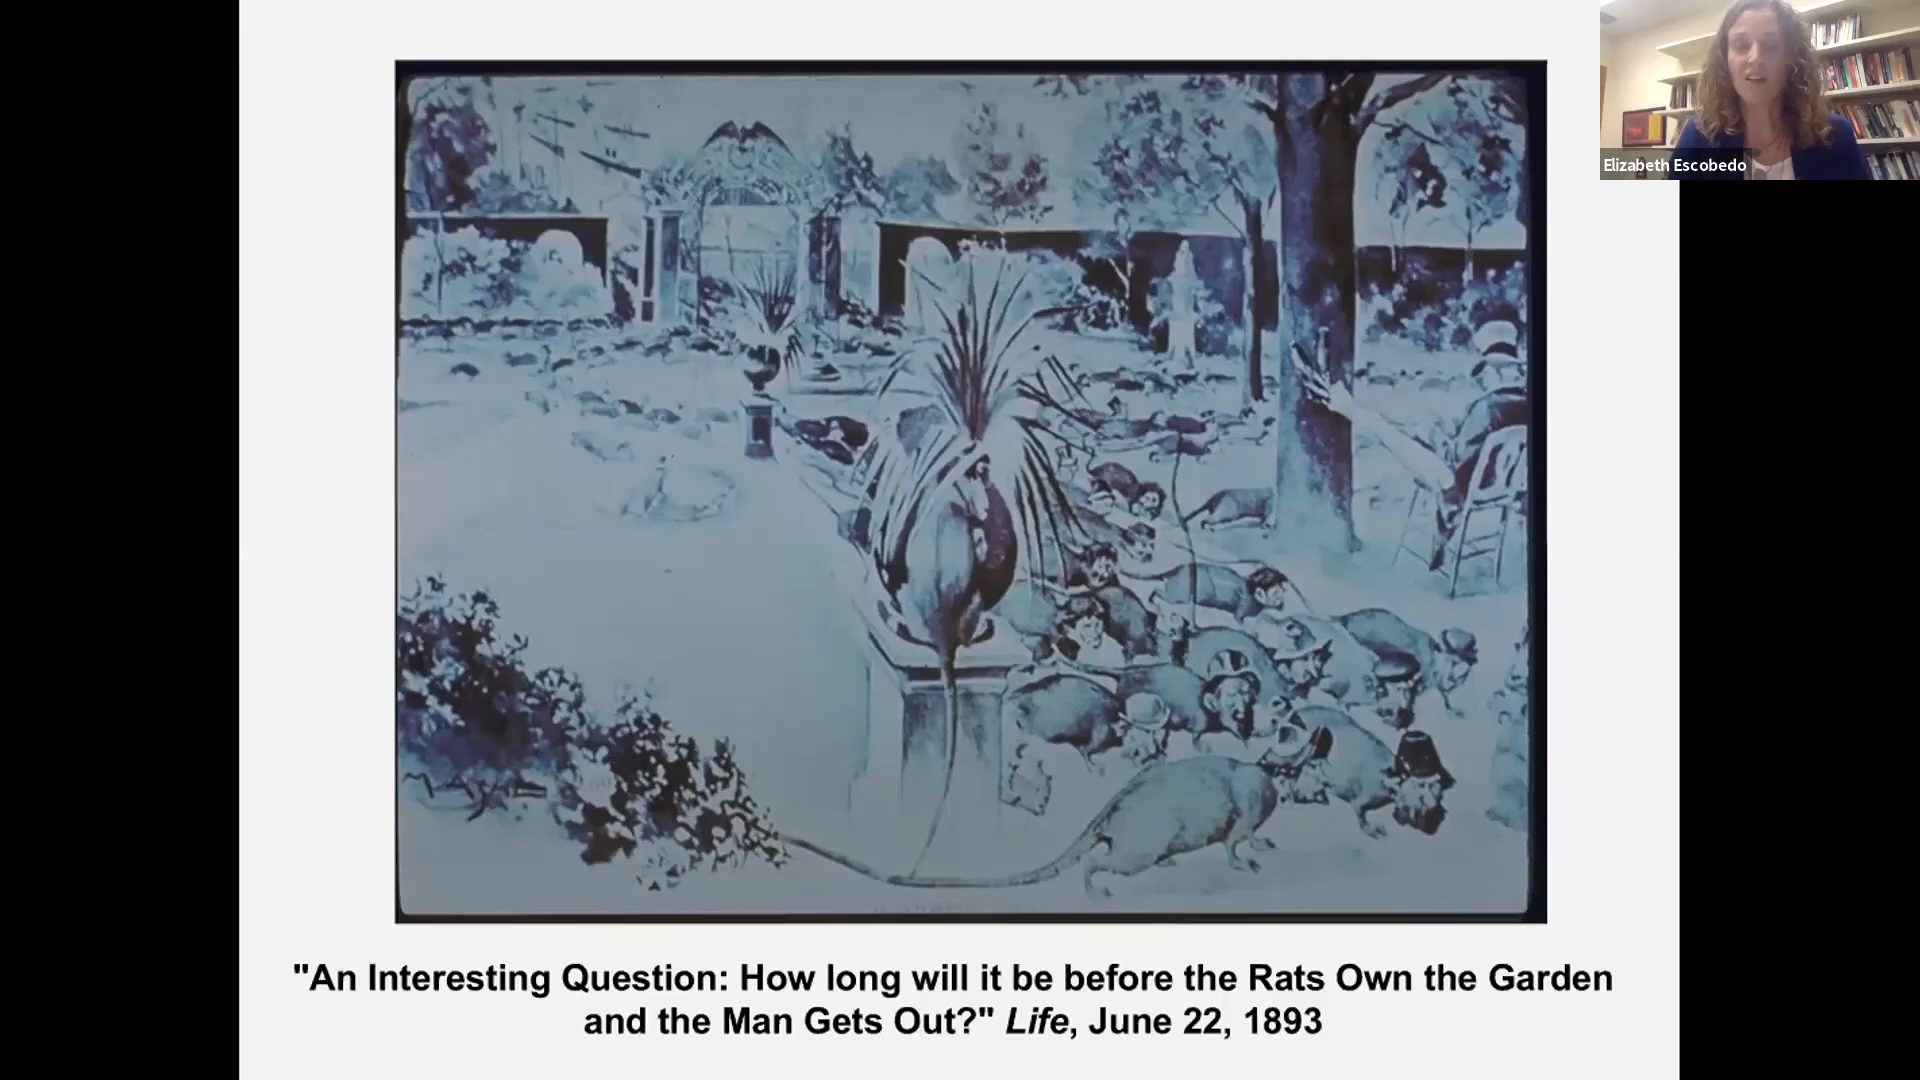 Elizabeth Escobedo
"An Interesting Question: How long will it be before the Rats Own the Garden
and the Man Gets Out?" Life, June 22, 1893